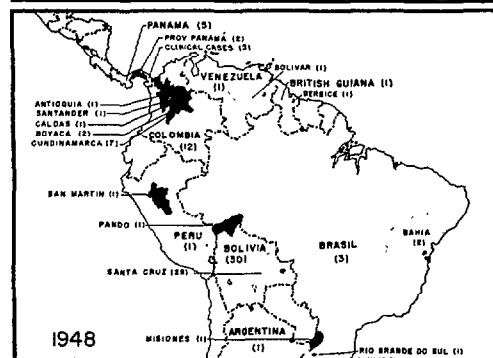 PANAMA (5)
PROV PANAMA (2)
CLINICAL CASES (3)
BOLIVAR (1)
VENEZUELA
(1)
BRITISH GUIANA (1)
BERBICE (1)
ANTIOQUIA (1)
SANTANDER (1)
CALDAS (1)
BOYACA (2)
CUNDINAMARCA (7)
COLOMBIA
(12)
SAN MARTIN (1)
PANDO (1)
PERU
(1)
BOLIVIA
(30)
BRASIL
(3)
BAHIA
(2)
SANTA CRUZ (29)
1948
MISIONES (1)
ARGENTINA
(1)
RIO GRANDE DO SUL (1)